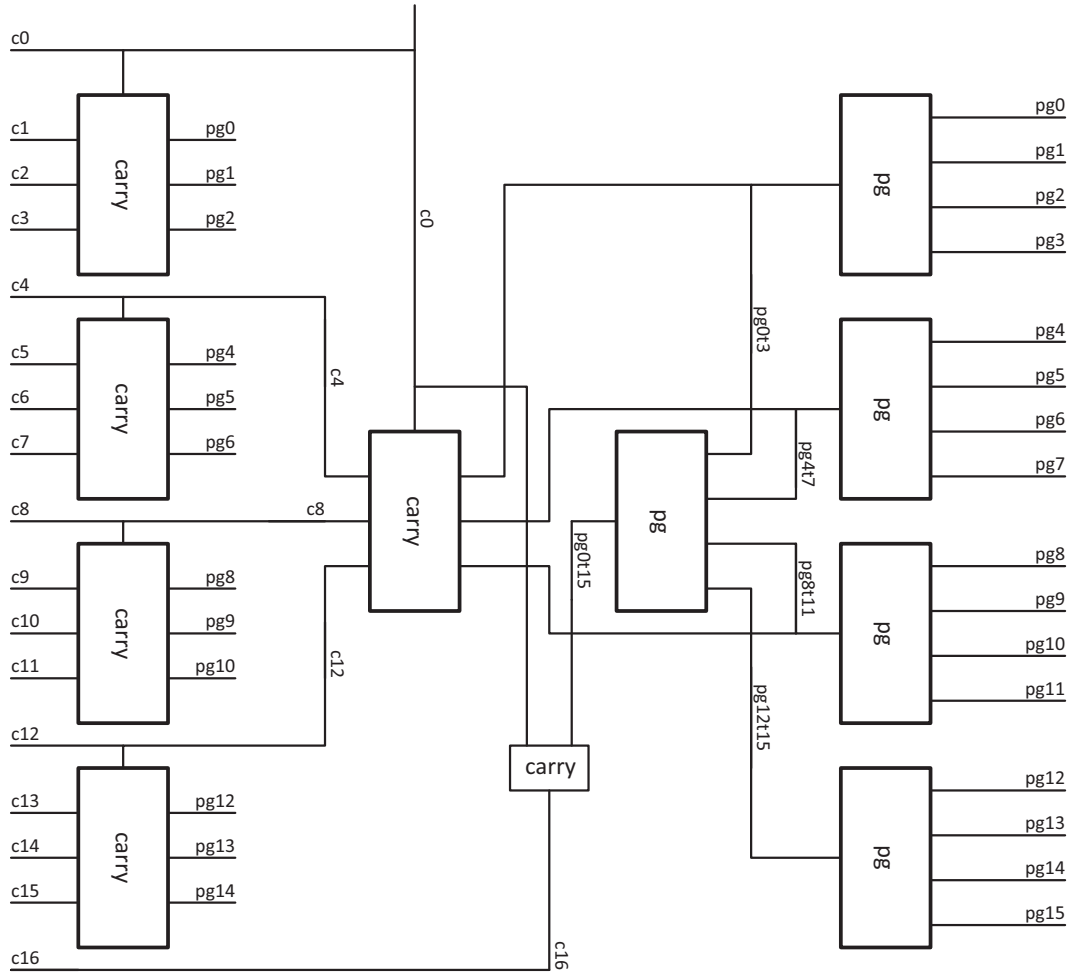 c0
c1
c2
c3
carry
pg0
pg1
pg2
c4
c5
c6
c7
carry
pg4
pg5
pg6
c8
c9
c10
c11
carry
pg8
pg9
pg10
c12
c13
c14
c15
carry
pg12
pg13
pg14
c16
c0
c4
c8
c12
carry
pg0t15
carry
c16
pg
pg0t3
pg4t7
pg8t11
pg12t15
pg
pg0
pg1
pg2
pg3
pg
pg4
pg5
pg6
pg7
pg
pg8
pg9
pg10
pg11
pg
pg12
pg13
pg14
pg15